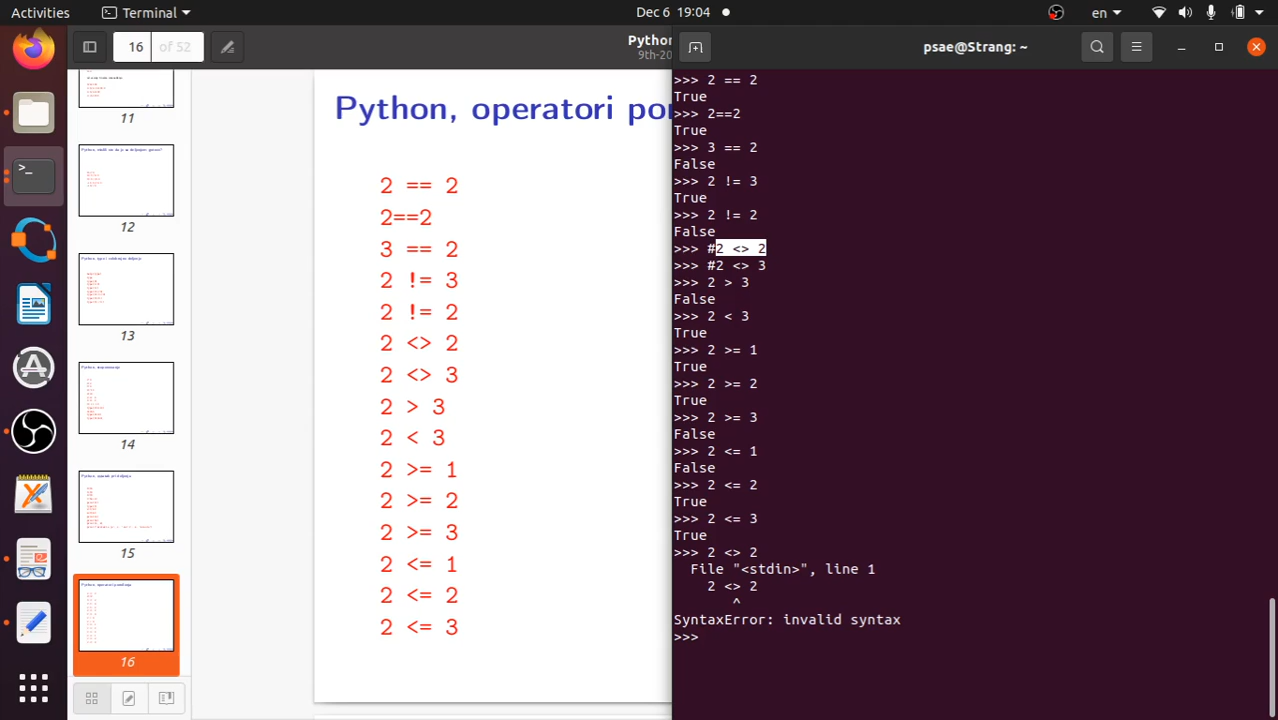 Activities
Terminal
Dec 6 19:04
en
16 of 52
Python
9th-20
psae@Strang: ~
11
12
13
14
15
16
Python, operatori por
2 == 2
2==2
3 == 2
2 != 3
2 != 2
2 <> 2
2 <> 3
2 > 3
2 < 3
2 >= 1
2 >= 2
2 >= 3
2 <= 1
2 <= 2
2 <= 3
>>> 2 == 2
True
>>> 2==2
True
>>> 3 == 2
False
>>> 2 != 3
True
>>> 2 != 2
False
>>> #2 <> 2
>>> #2 <> 3
>>> 2 > 3
False
>>> 2 < 3
True
>>> 2 >= 1
True
>>> 2 >= 2
True
>>> 2 >= 3
False
>>> 2 <= 1
False
>>> 2 <= 2
True
>>> 2 <= 3
True
>>> 2 <> 2
  File "<stdin>", line 1
    2 <> 2
       ^
SyntaxError: invalid syntax
>>>